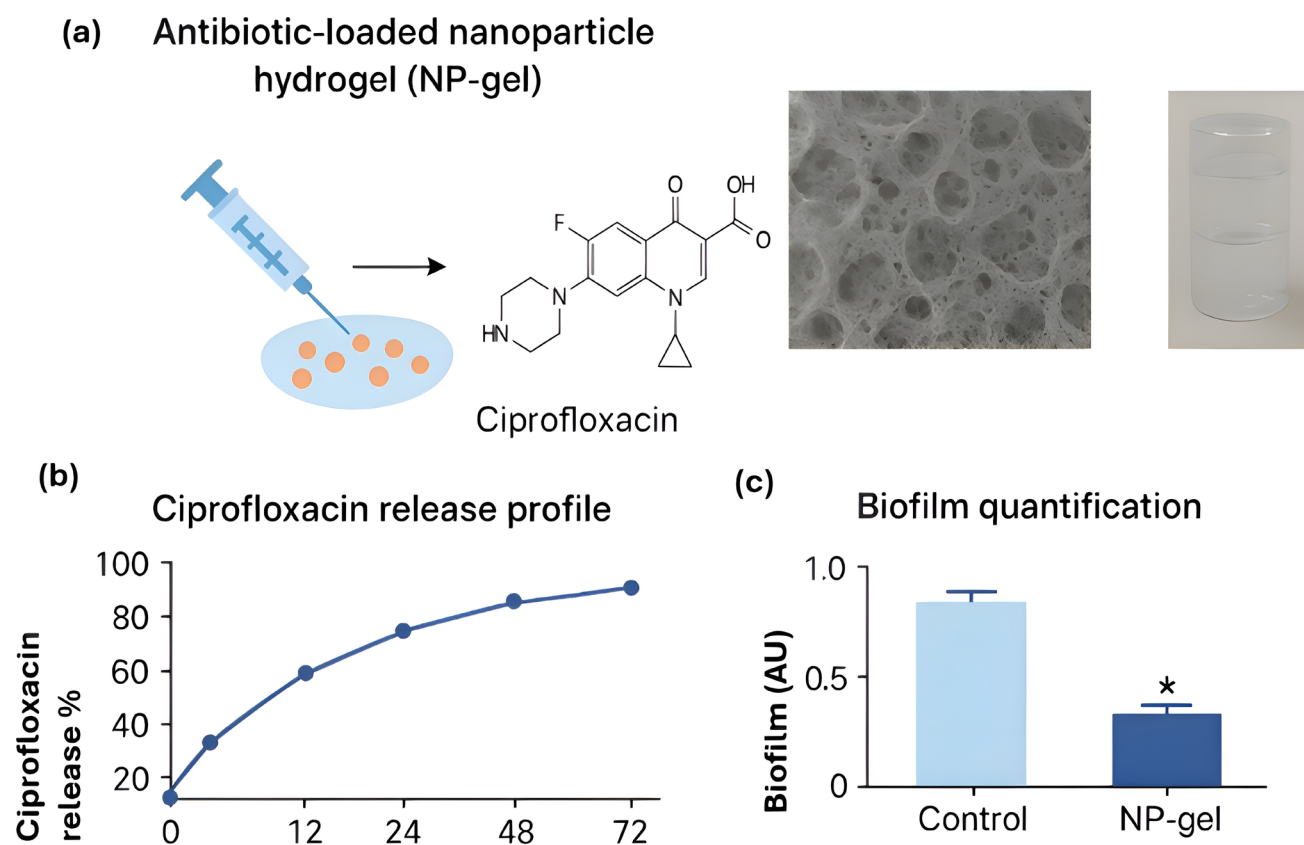 (a) Antibiotic-loaded nanoparticle
hydrogel (NP-gel)
F
O
OH
O
N
HN
N
Ciprofloxacin
(b)
Ciprofloxacin release profile
Ciprofloxacin
release %
100
80
60
40
20
0 12 24 48 72
(c)
Biofilm quantification
Biofilm (AU)
1.0
0.5
0
*
Control NP-gel